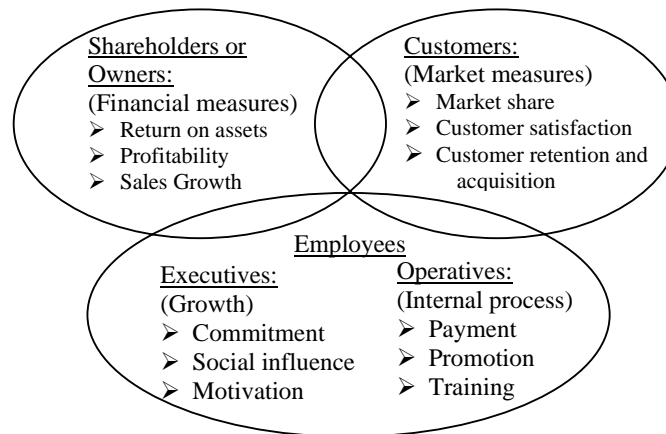 Shareholders or
Owners:
(Financial measures)
➢ Return on assets
➢ Profitability
➢ Sales Growth
Customers:
(Market measures)
➢ Market share
➢ Customer satisfaction
➢ Customer retention and
acquisition
Employees
Executives:
(Growth)
➢ Commitment
➢ Social influence
➢ Motivation
Operatives:
(Internal process)
➢ Payment
➢ Promotion
➢ Training